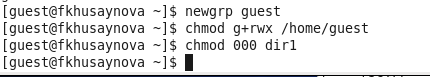 [guest@fkhusaynova ~]$ newgrp guest
[guest@fkhusaynova ~]$ chmod g+rwx /home/guest
[guest@fkhusaynova ~]$ chmod 000 dir1
[guest@fkhusaynova ~]$